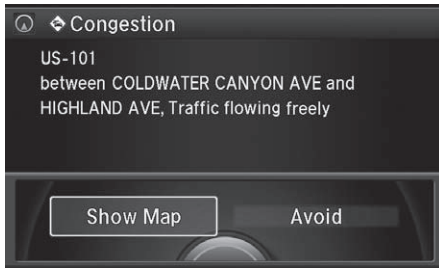 Congestion
US-101
between COLDWATER CANYON AVE and
HIGHLAND AVE, Traffic flowing freely
Show Map
Avoid